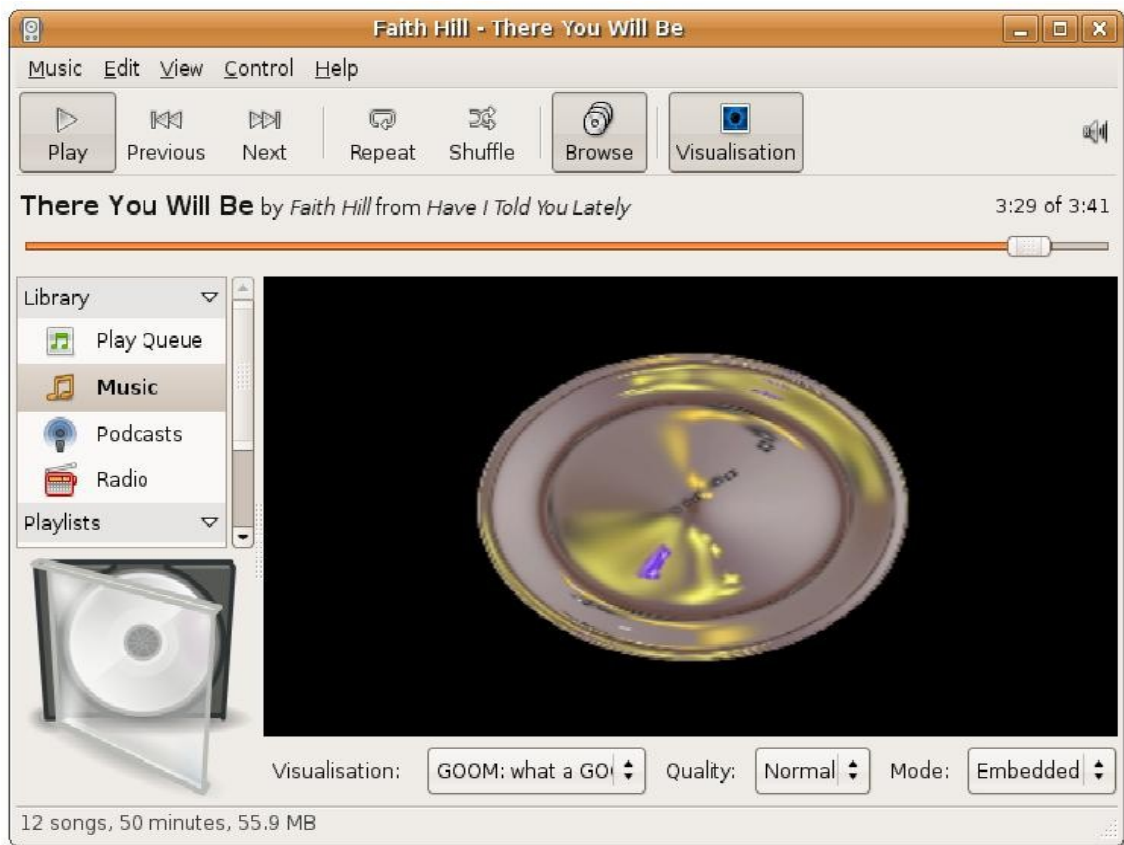 Faith Hill - There You Will Be
Music Edit View Control Help
Play Previous Next Repeat Shuffle Browse Visualisation
There You Will Be by Faith Hill from Have I Told You Lately 3:29 of 3:41
Library
Play Queue
Music
Podcasts
Radio
Playlists
Visualisation: GOOM: what a GO Quality: Normal Mode: Embedded
12 songs, 50 minutes, 55.9 MB